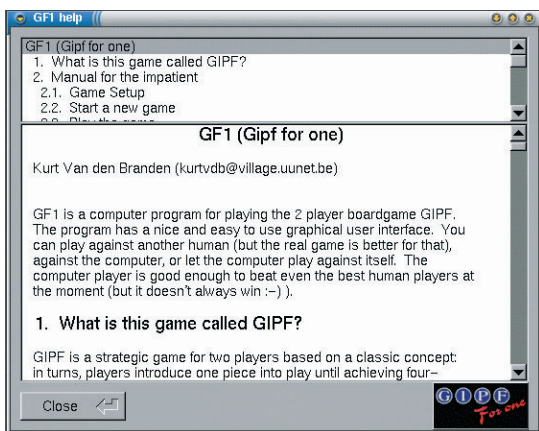 GF1 help
GF1 (Gipf for one)
1. What is this game called GIPF?
2. Manual for the impatient
2.1. Game Setup
2.2. Start a new game
GF1 (Gipf for one)
Kurt Van den Branden (kurtvdb@village.uunet.be)
GF1 is a computer program for playing the 2 player boardgame GIPF.
The program has a nice and easy to use graphical user interface. You
can play against another human (but the real game is better for that),
against the computer, or let the computer play against itself. The
computer player is good enough to beat even the best human players at
the moment (but it doesn't always win :-) ).
1. What is this game called GIPF?
GIPF is a strategic game for two players based on a classic concept:
in turns, players introduce one piece into play until achieving four-
Close
GIPF
For one